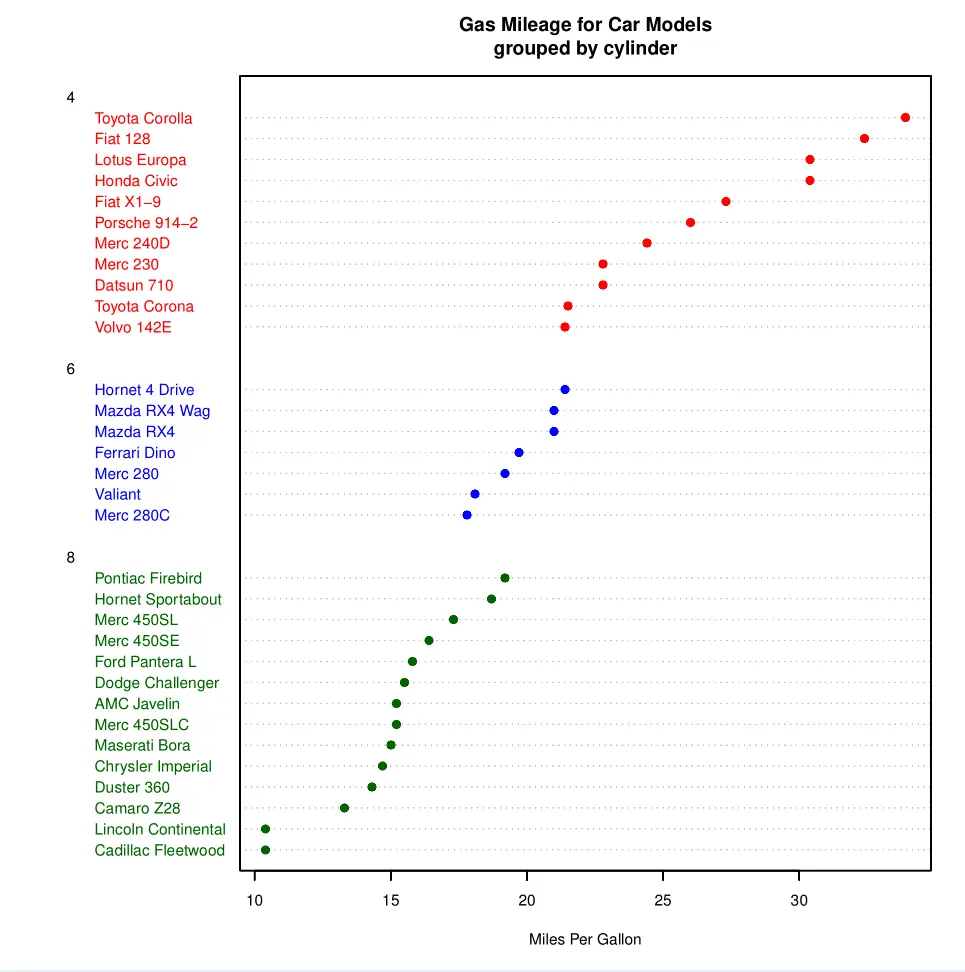 Gas Mileage for Car Models
grouped by cylinder
4
Toyota Corolla
Fiat 128
Lotus Europa
Honda Civic
Fiat X1−9
Porsche 914−2
Merc 240D
Merc 230
Datsun 710
Toyota Corona
Volvo 142E
6
Hornet 4 Drive
Mazda RX4 Wag
Mazda RX4
Ferrari Dino
Merc 280
Valiant
Merc 280C
8
Pontiac Firebird
Hornet Sportabout
Merc 450SL
Merc 450SE
Ford Pantera L
Dodge Challenger
AMC Javelin
Merc 450SLC
Maserati Bora
Chrysler Imperial
Duster 360
Camaro Z28
Lincoln Continental
Cadillac Fleetwood
10 15 20 25 30
Miles Per Gallon